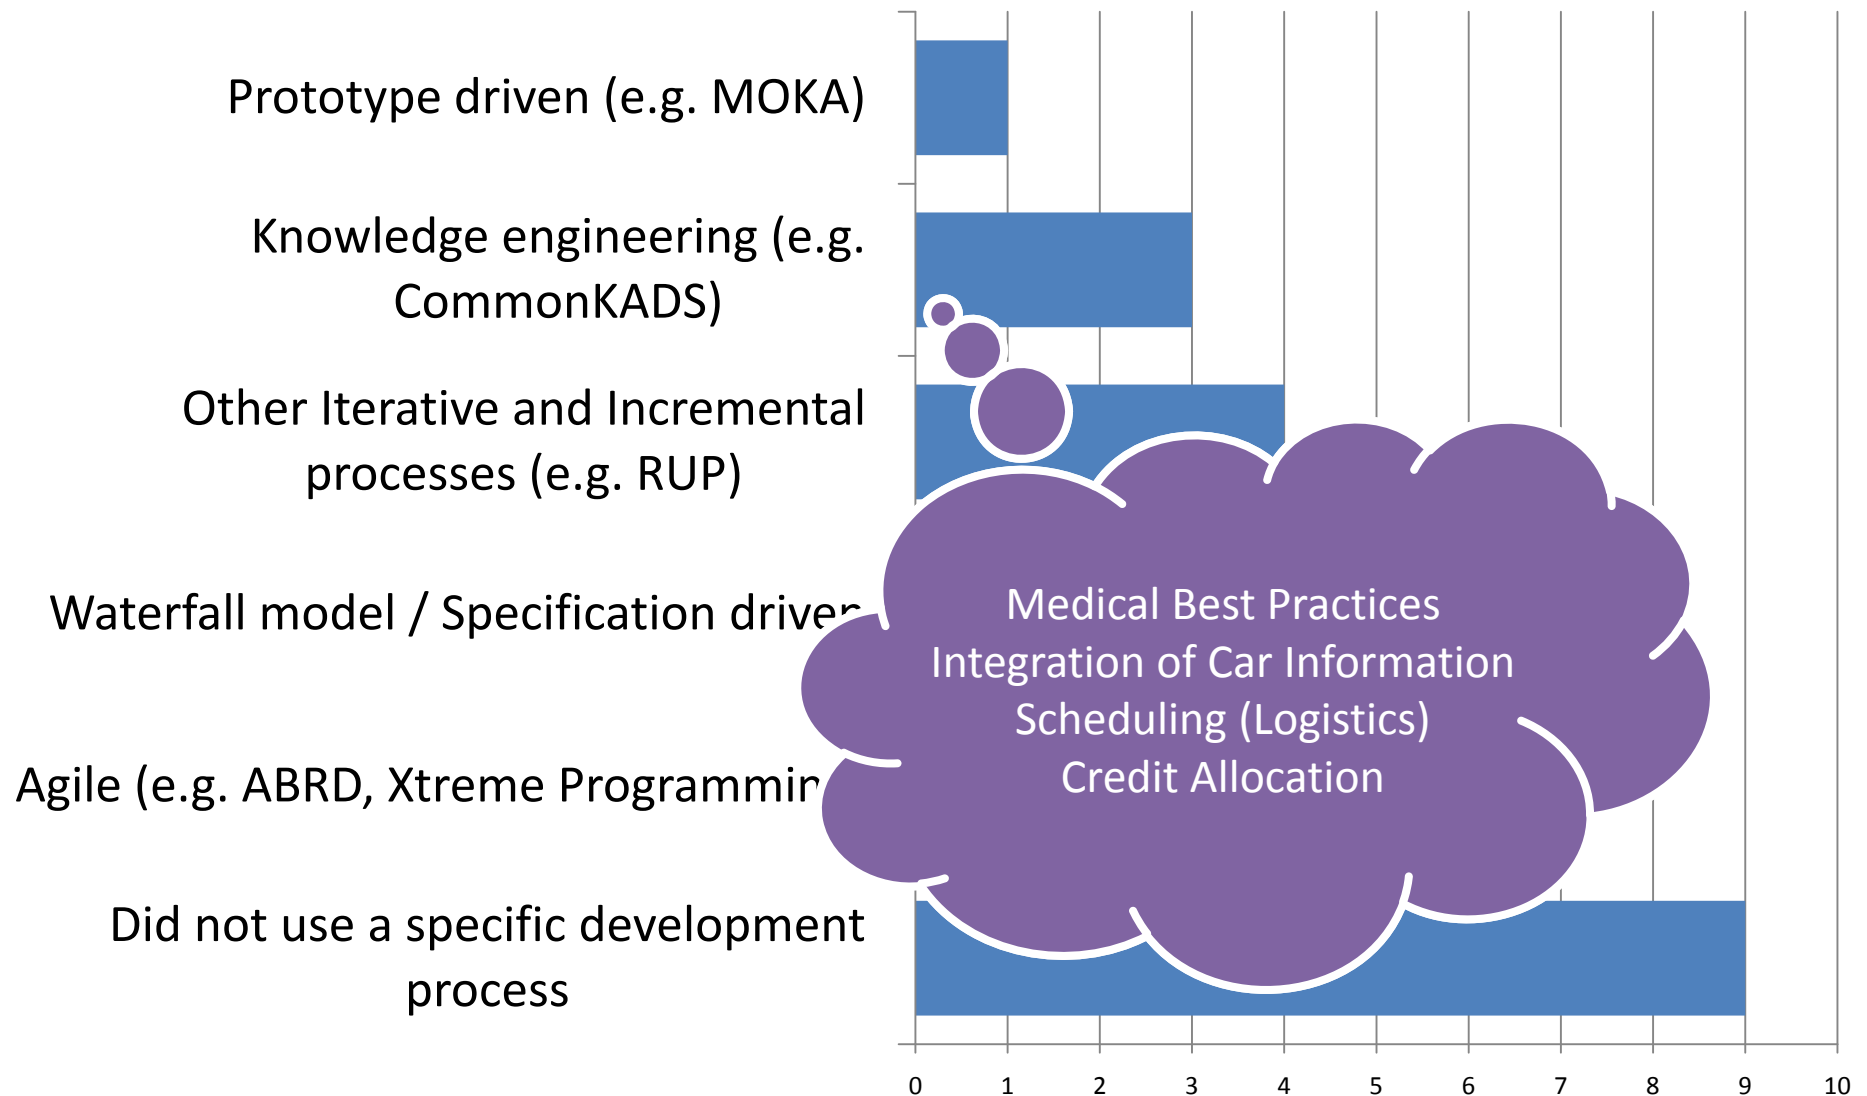 Prototype driven (e.g. MOKA)
Knowledge engineering (e.g.
CommonKADS)
Other Iterative and Incremental
processes (e.g. RUP)
Waterfall model / Specification driven
Agile (e.g. ABRD, Xtreme Programmin
Did not use a specific development
process
Medical Best Practices
Integration of Car Information
Scheduling (Logistics)
Credit Allocation
0 1 2 3 4 5 6 7 8 9 10